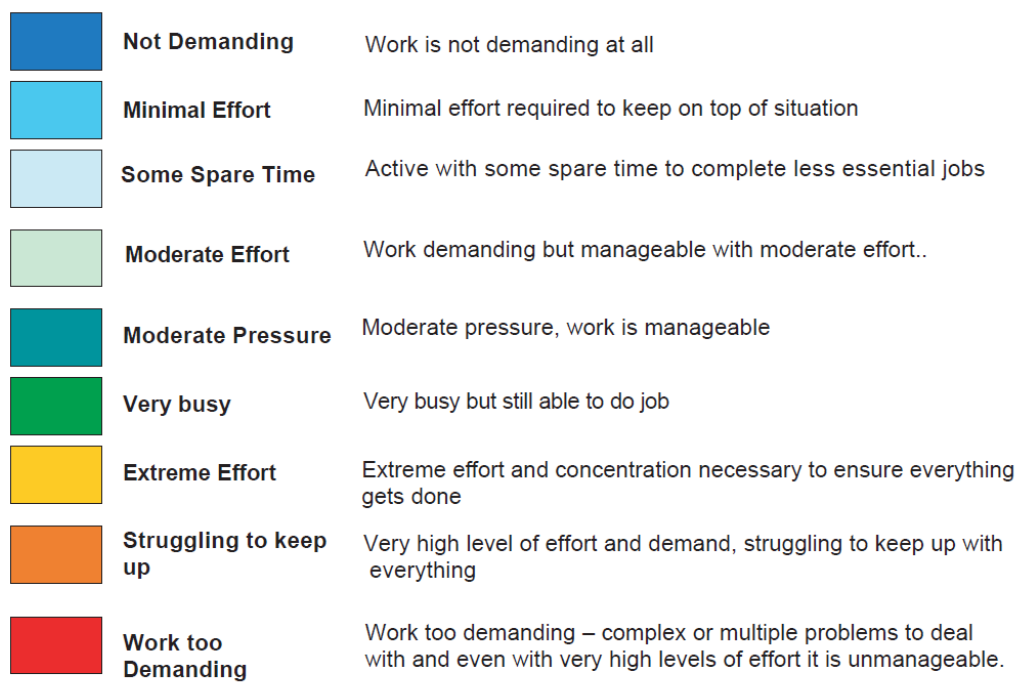 Not Demanding Work is not demanding at all
Minimal Effort Minimal effort required to keep on top of situation
Some Spare Time Active with some spare time to complete less essential jobs
Moderate Effort Work demanding but manageable with moderate effort..
Moderate Pressure Moderate pressure, work is manageable
Very busy Very busy but still able to do job
Extreme Effort Extreme effort and concentration necessary to ensure everything
gets done
Struggling to keep
up
Very high level of effort and demand, struggling to keep up with
everything
Work too
Demanding
Work too demanding – complex or multiple problems to deal
with and even with very high levels of effort it is unmanageable.